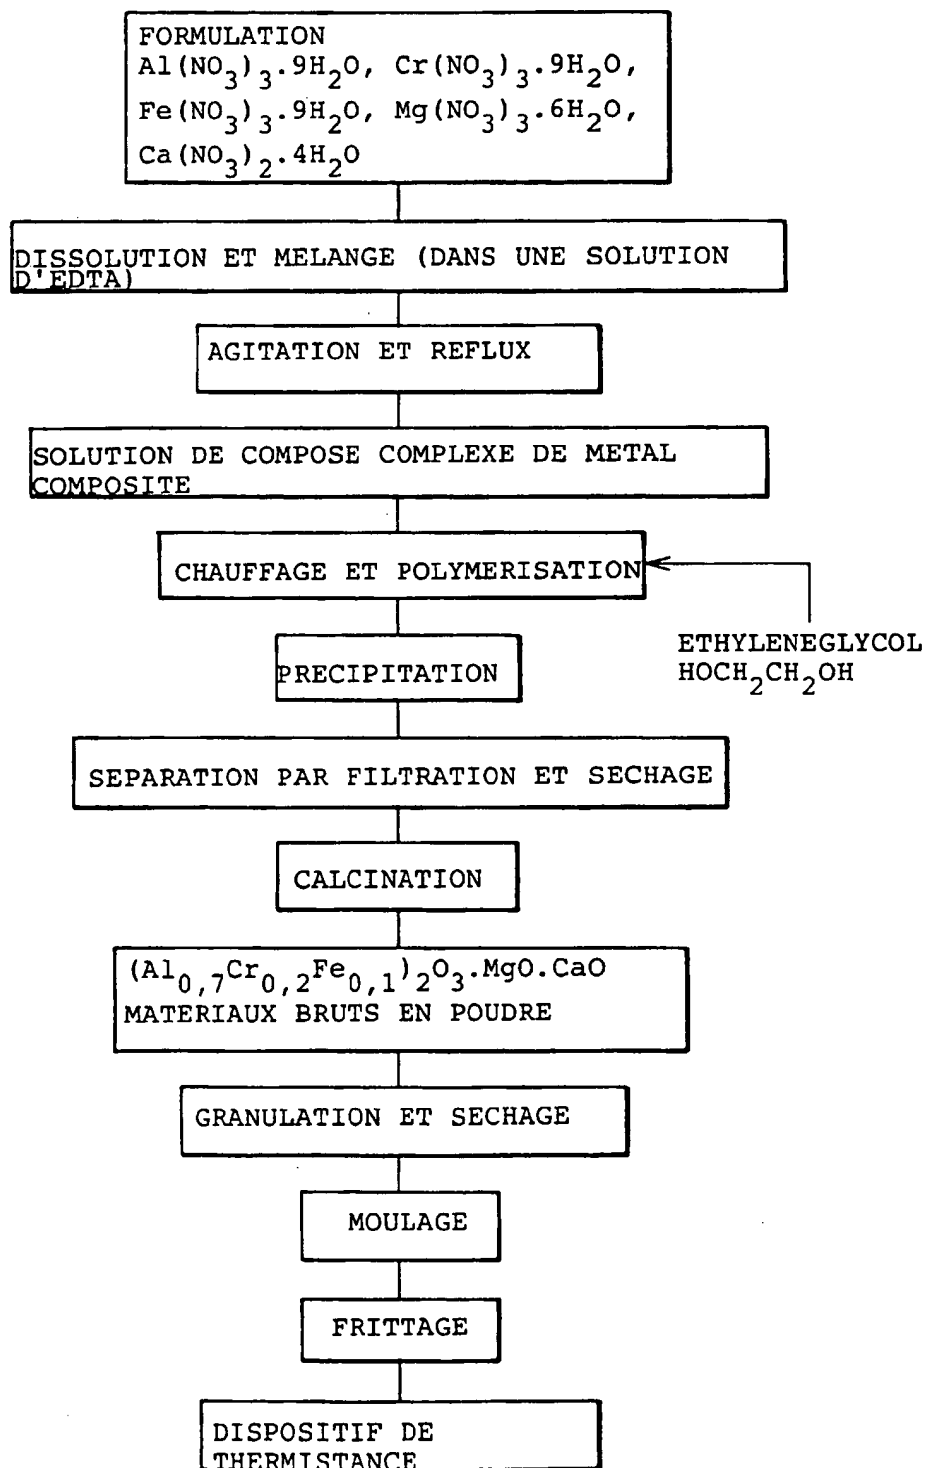 FORMULATION
Al(NO3)3.9H2O, Cr(NO3)3.9H2O,
Fe(NO3)3.9H2O, Mg(NO3)3.6H2O,
Ca(NO3)2.4H2O
DISSOLUTION ET MELANGE (DANS UNE SOLUTION
D'EDTA)
AGITATION ET REFLUX
SOLUTION DE COMPOSE COMPLEXE DE METAL
COMPOSITE
CHAUFFAGE ET POLYMERISATION
ETHYLENEGLYCOL
HOCH2CH2OH
PRECIPITATION
SEPARATION PAR FILTRATION ET SECHAGE
CALCINATION
(Al0,7Cr0,2Fe0,1)2O3.MgO.CaO
MATERIAUX BRUTS EN POUDRE
GRANULATION ET SECHAGE
MOULAGE
FRITTAGE
DISPOSITIF DE
THERMISTANCE